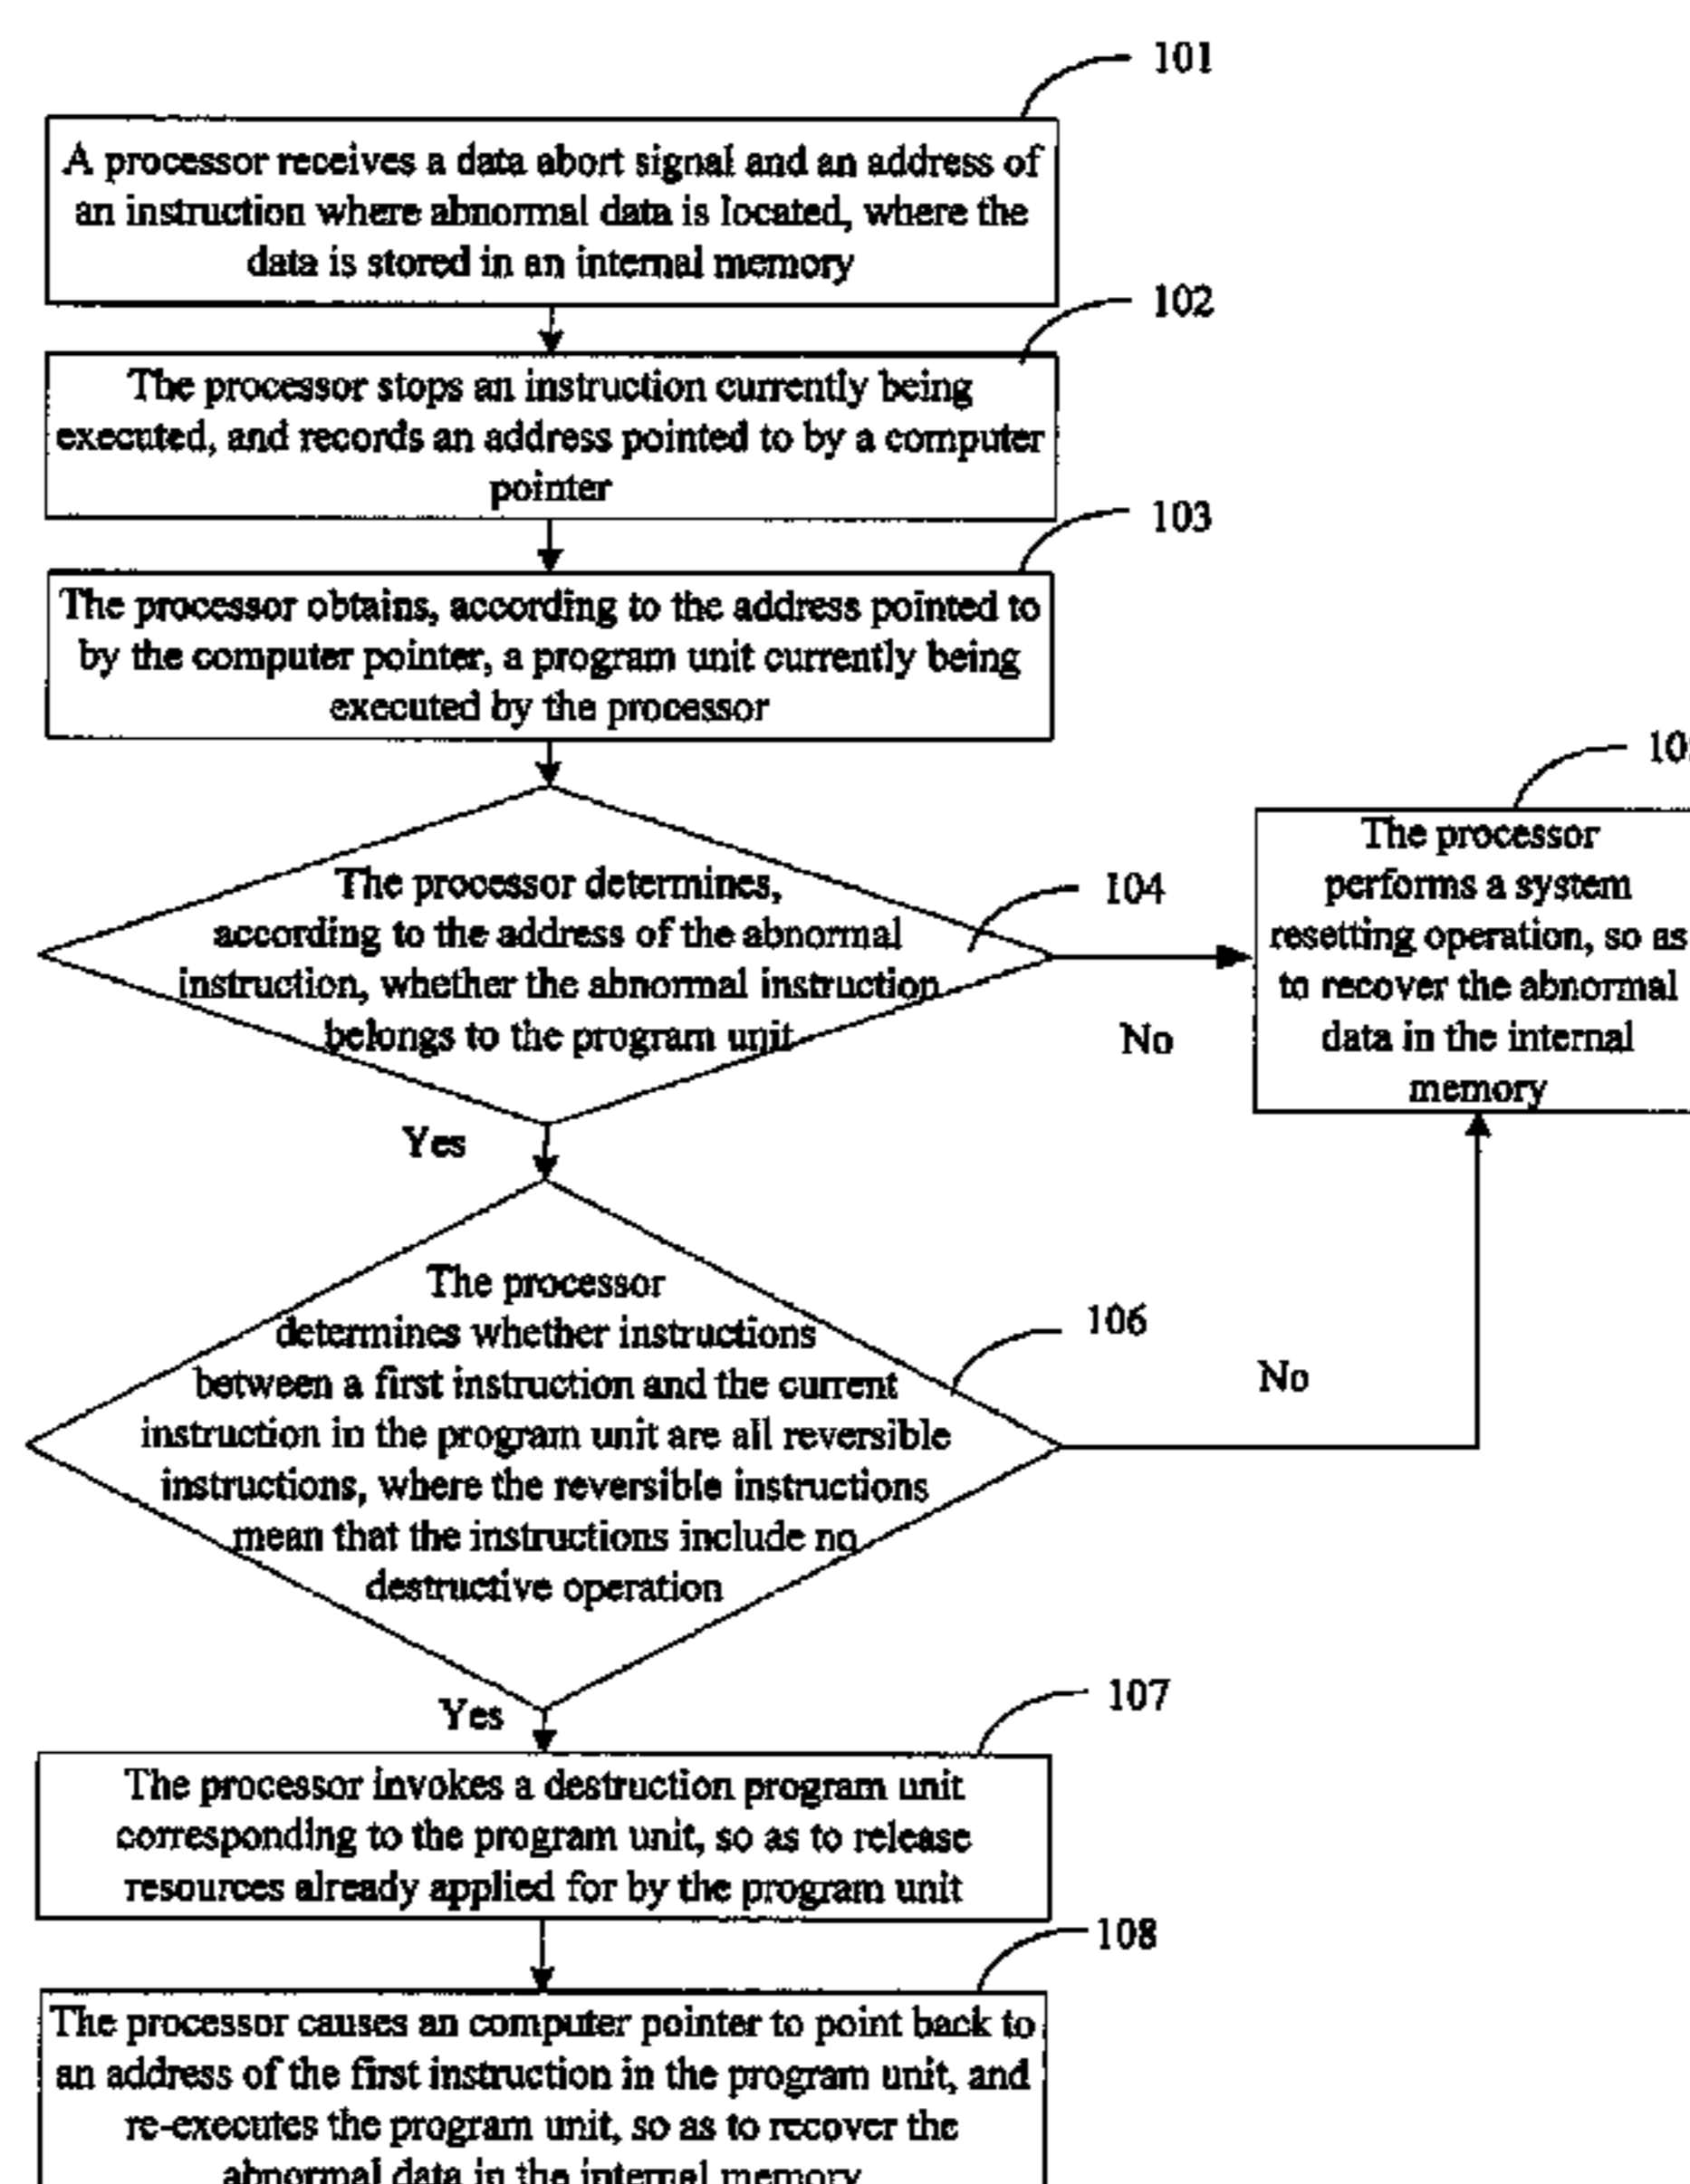 101
A processor receives a data abort signal and an address of
an instruction where abnormal data is located, where the
data is stored in an internal memory
102
The processor stops an instruction currently being
executed, and records an address pointed to by a computer
pointer
103
The processor obtains, according to the address pointed to
by the computer pointer, a program unit currently being
executed by the processor
The processor determines,
according to the address of the abnormal
instruction, whether the abnormal instruction
belongs to the program unit
104
No
Yes
The processor
performs a system
resetting operation, so as
to recover the abnormal
data in the internal
memory
The processor
determines whether instructions
between a first instruction and the current
instruction in the program unit are all reversible
instructions, where the reversible instructions
mean that the instructions include no
destructive operation
106
No
Yes
107
The processor invokes a destruction program unit
corresponding to the program unit, so as to release
resources already applied for by the program unit
108
The processor causes an computer pointer to point back to
an address of the first instruction in the program unit, and
re-executes the program unit, so as to recover the
abnormal data in the internal memory